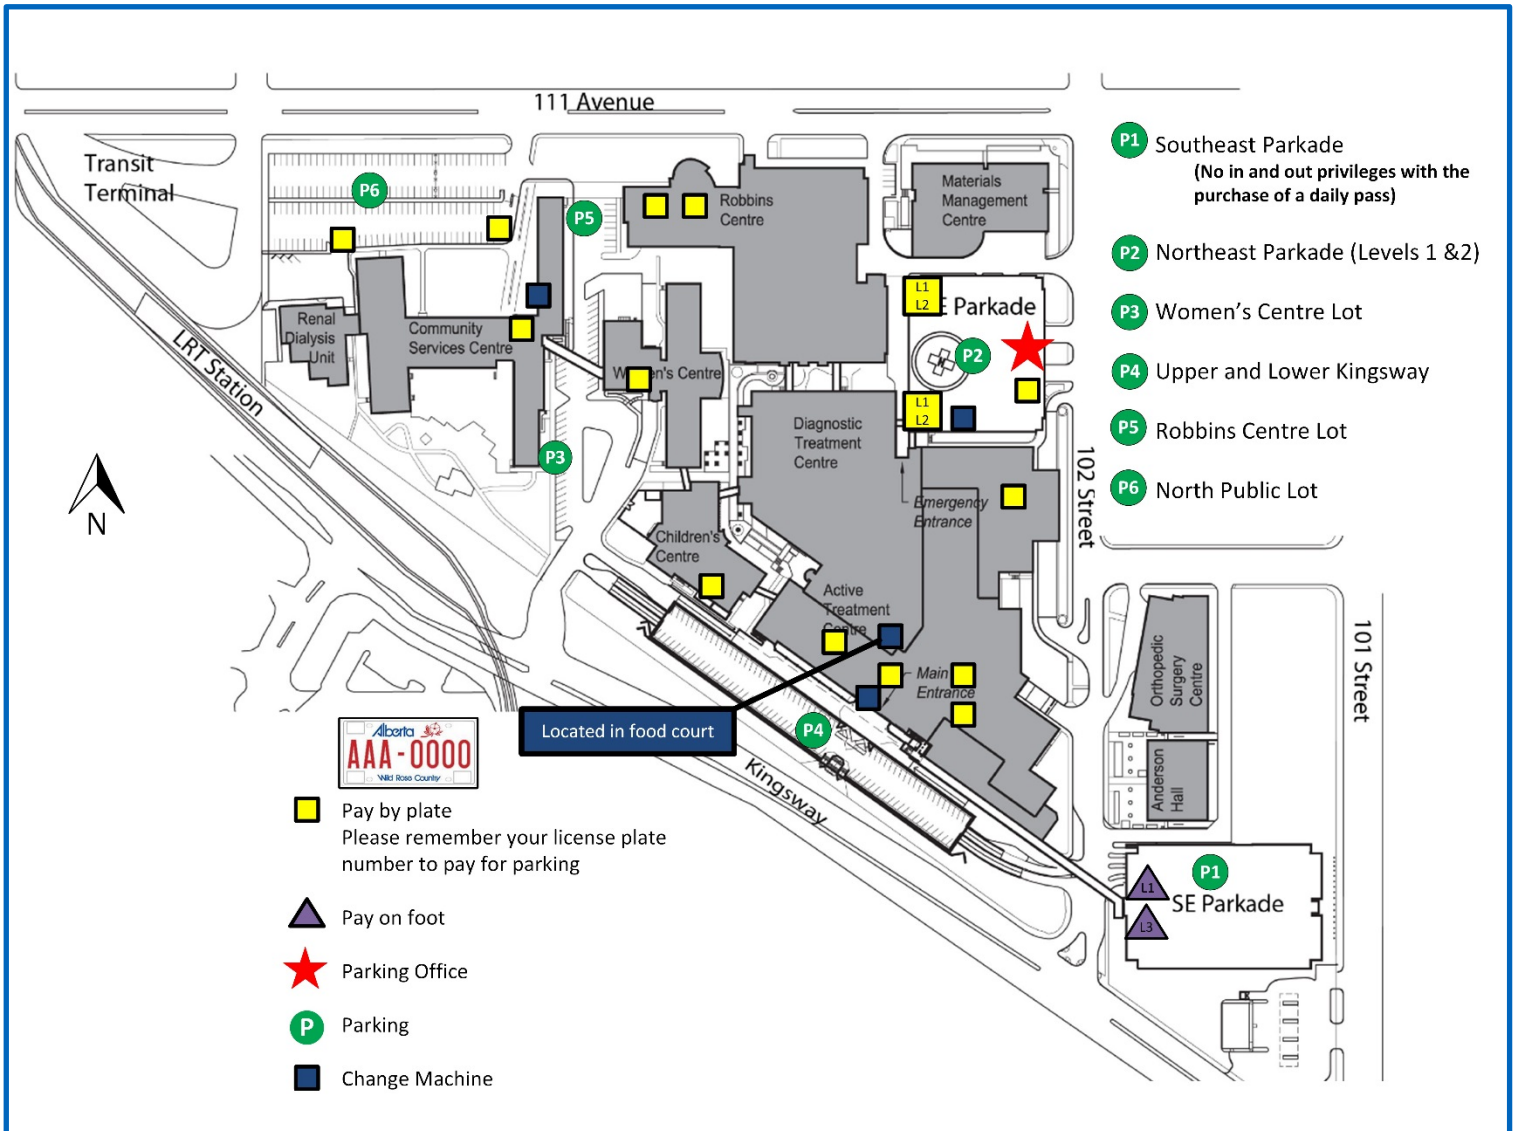 111 Avenue
Transit
Terminal
P6
P5
Robbins
Centre
Materials
Management
Centre
P1 Southeast Parkade
(No in and out privileges with the
purchase of a daily pass)
P2 Northeast Parkade (Levels 1 &2)
P3 Women's Centre Lot
P4 Upper and Lower Kingsway
P5 Robbins Centre Lot
P6 North Public Lot
L1
L2
E Parkade
P2
L1
L2
Renal
Dialysis
Unit
Community
Services Centre
W en's Centre
LRT Station
P3
N
Diagnostic
Treatment
Centre
Emergency
Entrance
102 Street
Children's
Centre
Active
Treatment
Centre
Main
Entrance
Located in food court
P4
Kingsway
Orthopedic
Surgery
Centre
Anderson
Hall
101 Street
P1
L1
SE Parkade
L3
Alberta
AAA-0000
Wild Rose Country
Pay by plate
Please remember your license plate
number to pay for parking
Pay on foot
Parking Office
P Parking
Change Machine